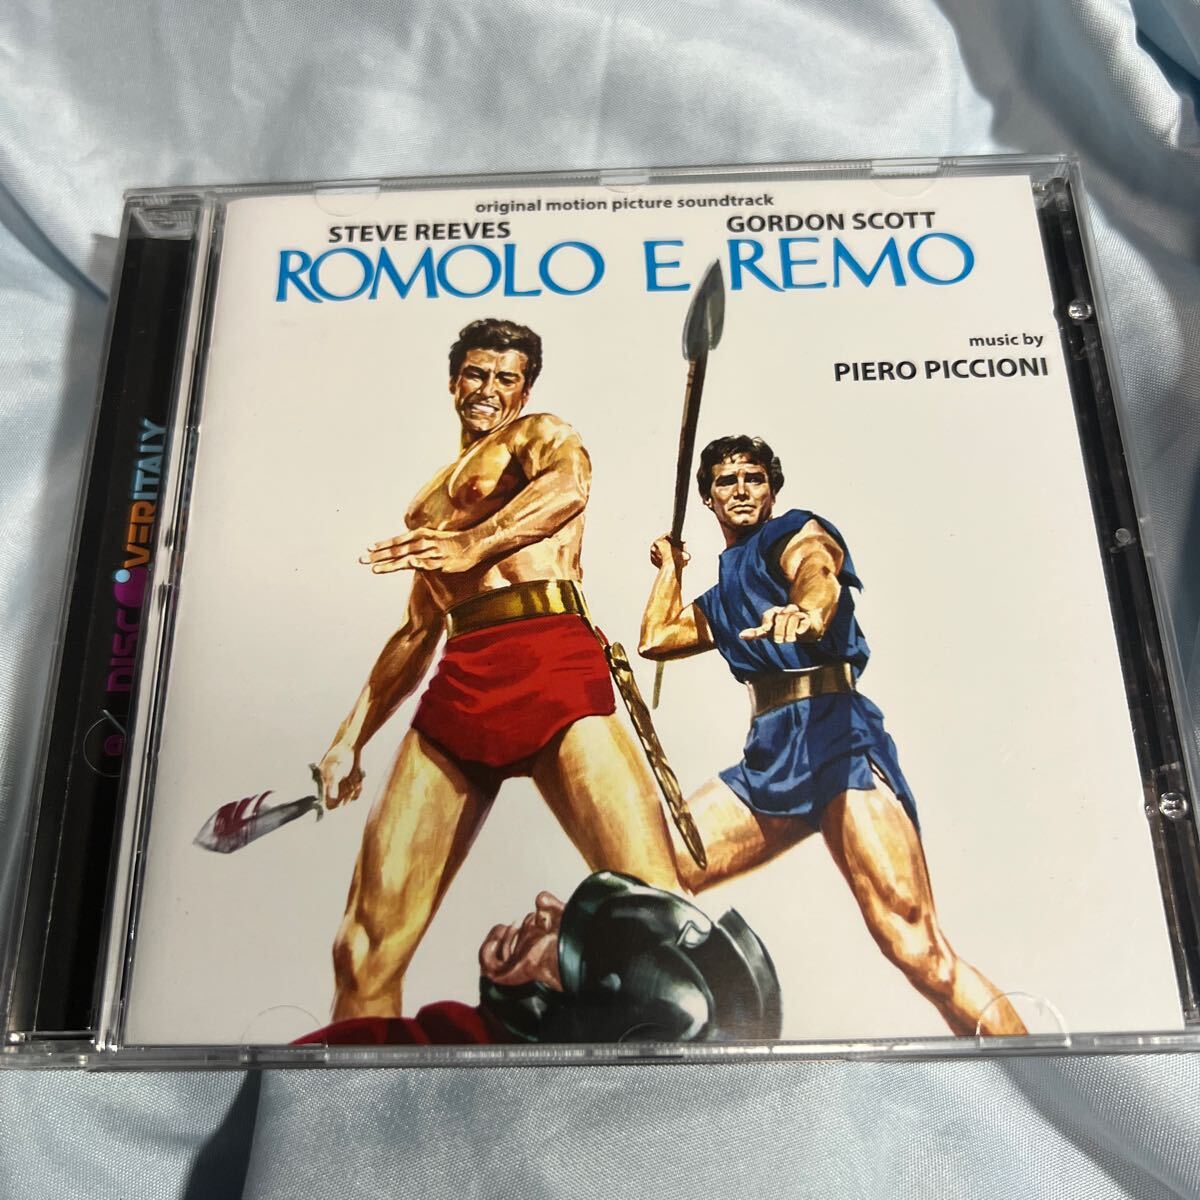 original motion picture soundtrack
STEVE REEVES GORDON SCOTT
ROMOLO E REMO
music by
PIERO PICCIONI
DISCOVERITALY